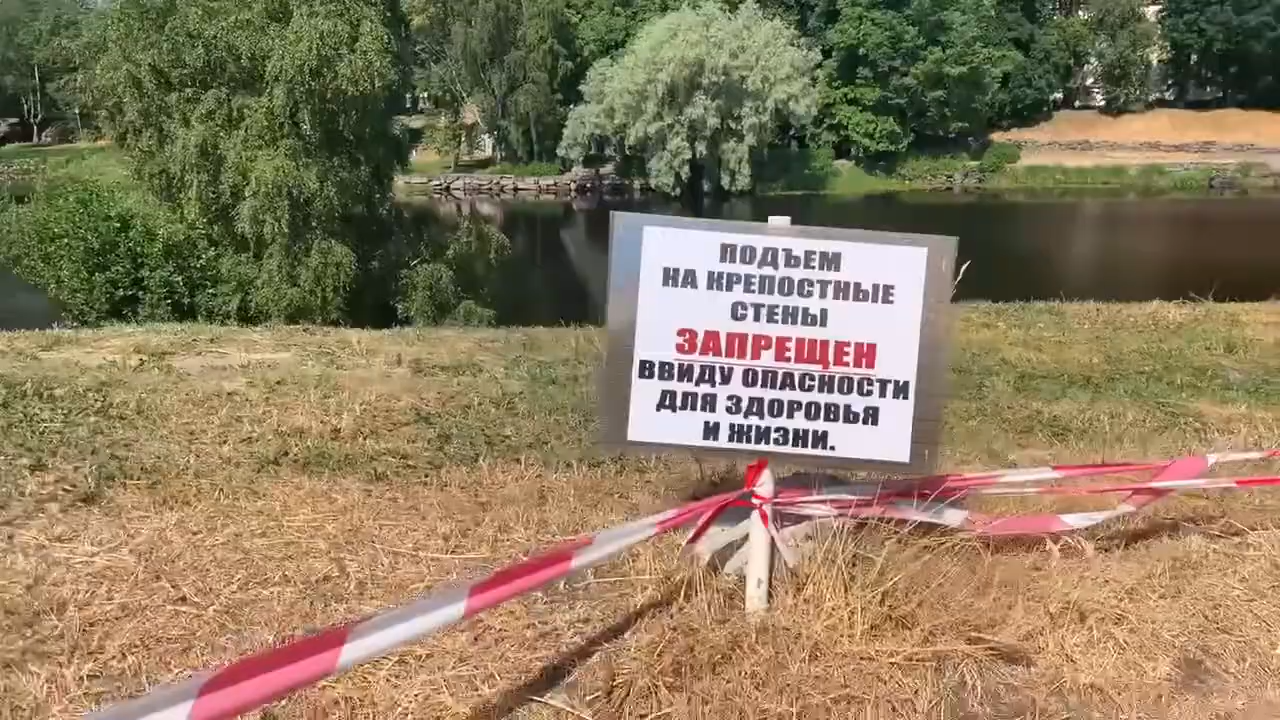 ПОДЪЕМ
НА КРЕПОСТНЫЕ
СТЕНЫ
ЗАПРЕЩЕН
ВВИДУ ОПАСНОСТИ
ДЛЯ ЗДОРОВЬЯ
И ЖИЗНИ.